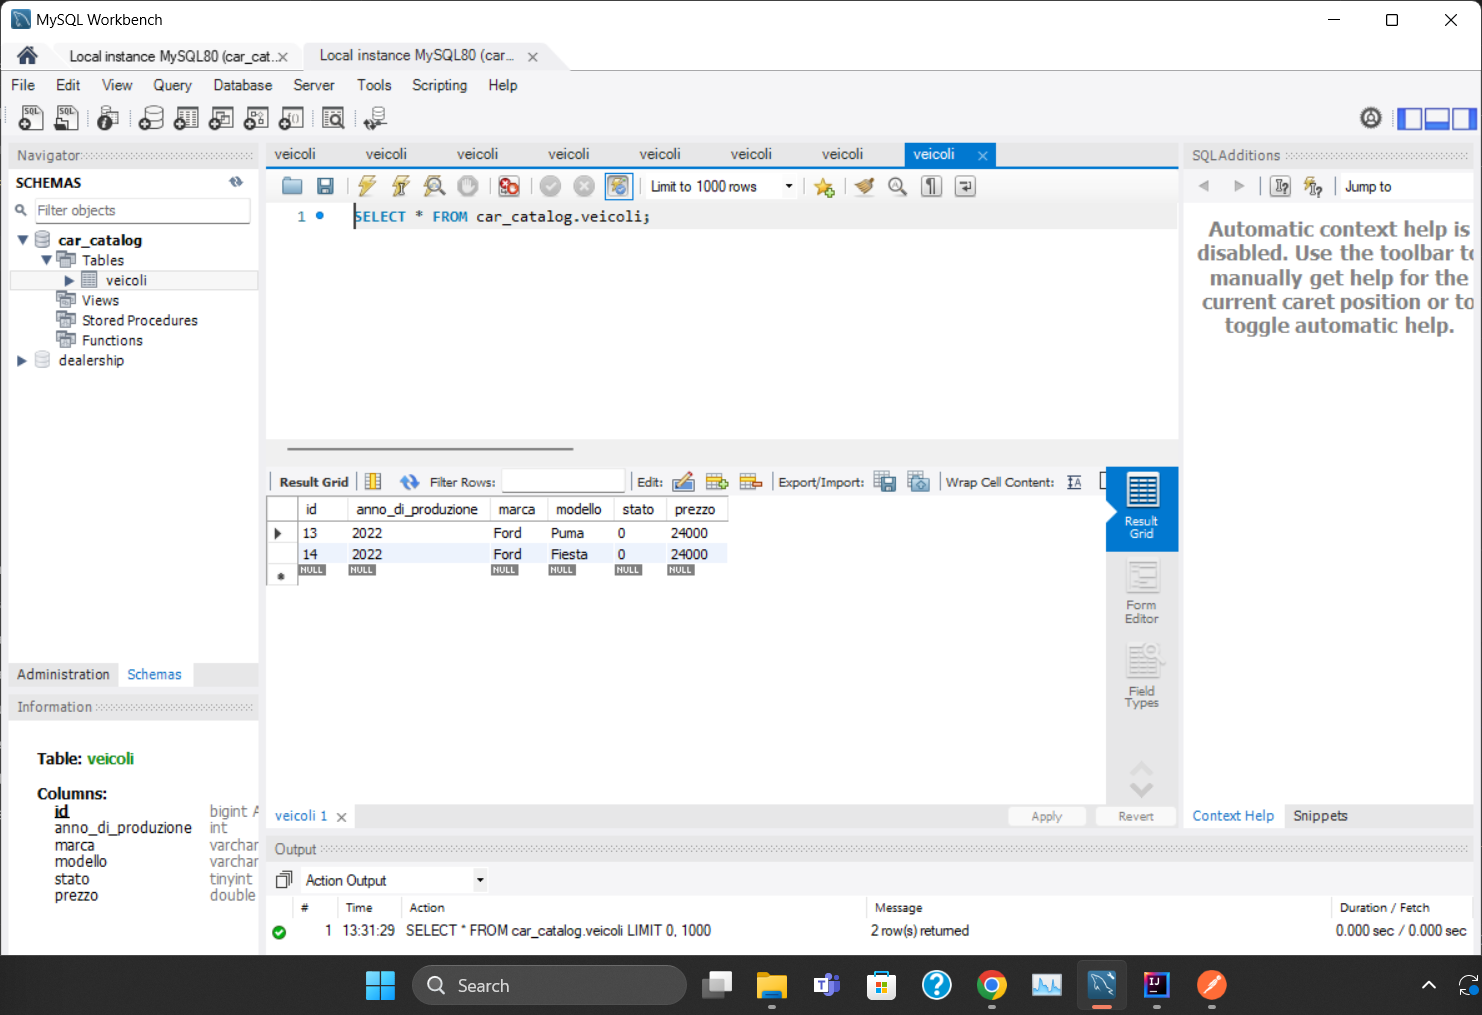 MySQL Workbench
Local instance MySQL80 (car_cat...
Local instance MySQL80 (car...
File Edit View Query Database Server Tools Scripting Help
Navigator
SCHEMAS
Filter objects
car_catalog
Tables
veicoli
Views
Stored Procedures
Functions
dealership
Administration Schemas
Information
Table: veicoli
Columns:
id bigint A
anno_di_produzione int
marca varchar
modello varchar
stato tinyint
prezzo double
veicoli veicoli veicoli veicoli veicoli veicoli veicoli veicoli
Limit to 1000 rows
1 SELECT * FROM car_catalog.veicoli;
Result Grid Filter Rows: Edit: Export/Import: Wrap Cell Content:
id anno_di_produzione marca modello stato prezzo
13 2022 Ford Puma 0 24000
14 2022 Ford Fiesta 0 24000
NULL NULL NULL NULL NULL NULL
Result
Grid
Form
Editor
Field
Types
veicoli 1
Apply Revert
Output
Action Output
# Time Action Message Duration / Fetch
1 13:31:29 SELECT * FROM car_catalog.veicoli LIMIT 0, 1000 2 row(s) returned 0.000 sec / 0.000 sec
SQLAdditions
Jump to
Automatic context help is
disabled. Use the toolbar to
manually get help for the
current caret position or to
toggle automatic help.
Context Help Snippets
Search